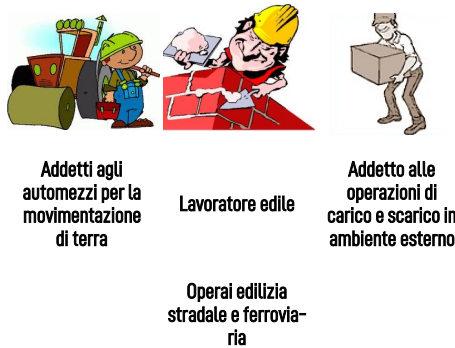 Addetti agli
automezzi per la
movimentazione
di terra
Lavoratore edile
Addetto alle
operazioni di
carico e scarico in
ambiente esterno
Operai edilizia
stradale e ferrovia-
ria